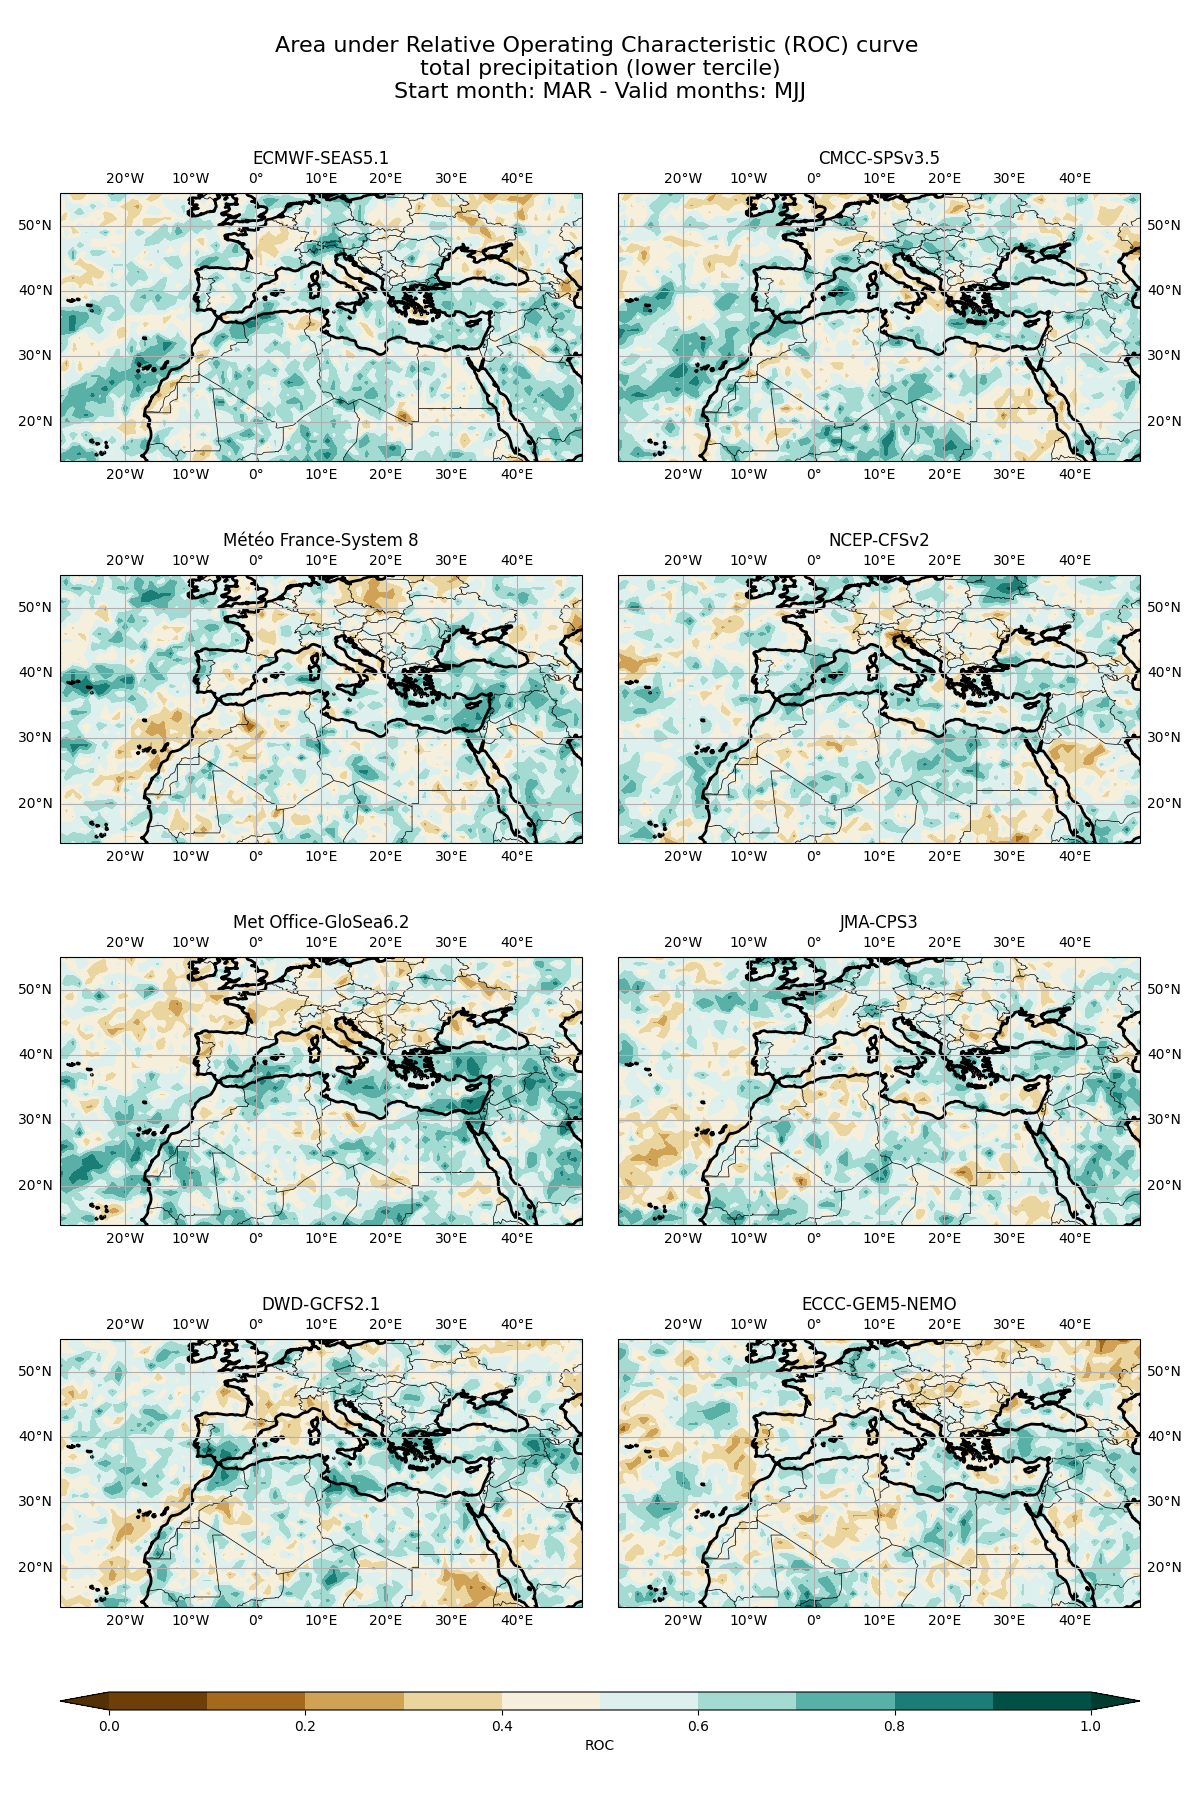 Area under Relative Operating Characteristic (ROC) curve
total precipitation (lower tercile)
Start month: MAR - Valid months: MJJ
ECMWF-SEAS5.1
20°W 10°W 0° 10°E 20°E 30°E 40°E
50°N
40°N
30°N
20°N
20°W 10°W 0° 10°E 20°E 30°E 40°E
CMCC-SPSv3.5
20°W 10°W 0° 10°E 20°E 30°E 40°E
50°N
40°N
30°N
20°N
20°W 10°W 0° 10°E 20°E 30°E 40°E
Météo France-System 8
20°W 10°W 0° 10°E 20°E 30°E 40°E
50°N
40°N
30°N
20°N
20°W 10°W 0° 10°E 20°E 30°E 40°E
NCEP-CFSv2
20°W 10°W 0° 10°E 20°E 30°E 40°E
50°N
40°N
30°N
20°N
20°W 10°W 0° 10°E 20°E 30°E 40°E
Met Office-GloSea6.2
20°W 10°W 0° 10°E 20°E 30°E 40°E
50°N
40°N
30°N
20°N
20°W 10°W 0° 10°E 20°E 30°E 40°E
JMA-CPS3
20°W 10°W 0° 10°E 20°E 30°E 40°E
50°N
40°N
30°N
20°N
20°W 10°W 0° 10°E 20°E 30°E 40°E
DWD-GCFS2.1
20°W 10°W 0° 10°E 20°E 30°E 40°E
50°N
40°N
30°N
20°N
20°W 10°W 0° 10°E 20°E 30°E 40°E
ECCC-GEM5-NEMO
20°W 10°W 0° 10°E 20°E 30°E 40°E
50°N
40°N
30°N
20°N
20°W 10°W 0° 10°E 20°E 30°E 40°E
0.0 0.2 0.4 0.6 0.8 1.0
ROC